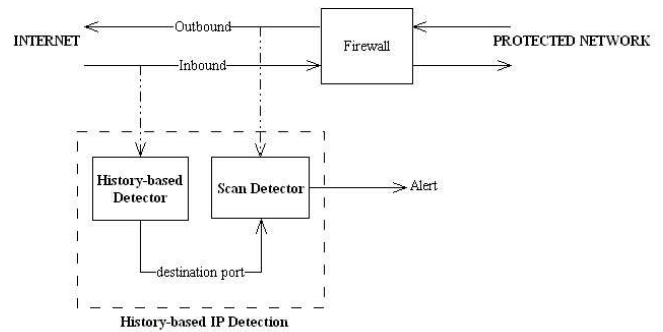 Outbound
INTERNET
Firewall
PROTECTED NETWORK
Inbound
History-based
Detector
Scan Detector
Alert
destination port
History-based IP Detection